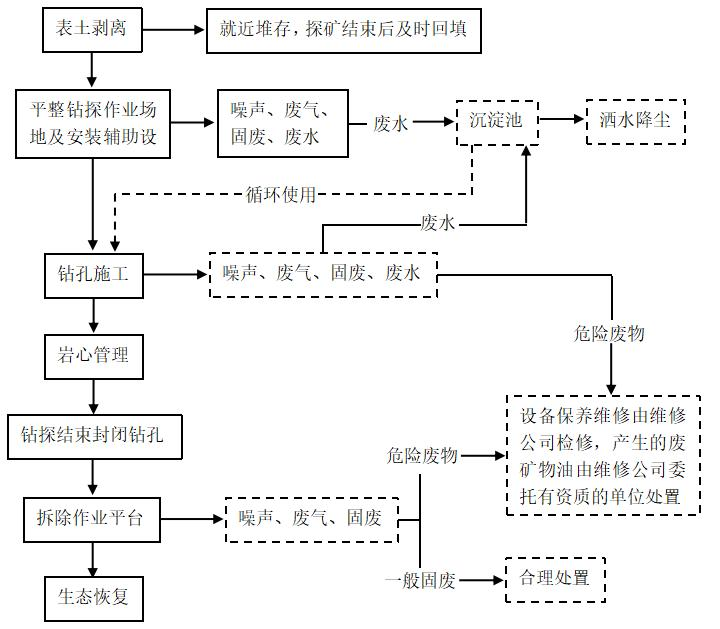 表土剥离
就近堆存，探矿结束后及时回填
平整钻探作业场
地及安装辅助设
噪声、废气、
固废、废水
废水
沉淀池
洒水降尘
循环使用
废水
钻孔施工
噪声、废气、固废、废水
危险废物
岩心管理
设备保养维修由维修
公司检修，产生的废
矿物油由维修公司委
托有资质的单位处置
钻探结束封闭钻孔
危险废物
拆除作业平台
噪声、废气、固废
一般固废
合理处置
生态恢复